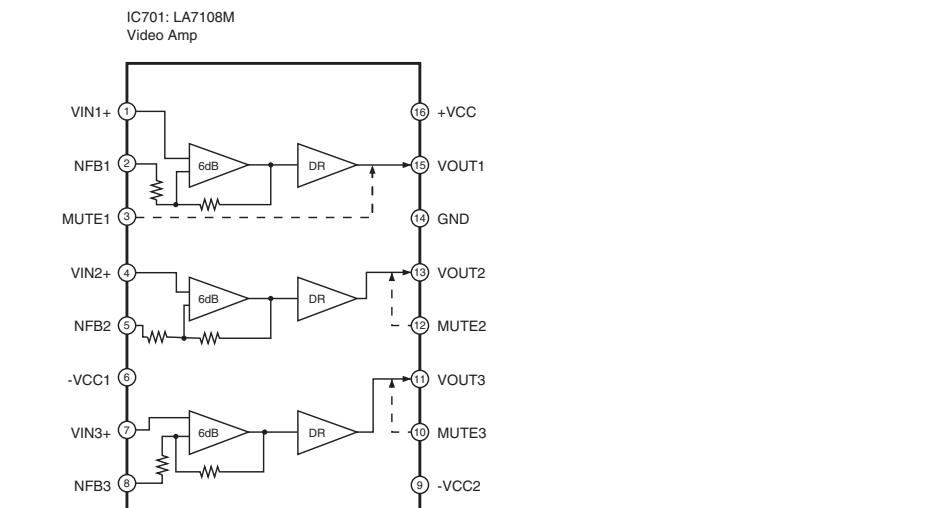 IC701: LA7108M
Video Amp
VIN1+ 1 16 +VCC
NFB1 2 6dB DR 15 VOUT1
MUTE1 3 14 GND
VIN2+ 4 13 VOUT2
6dB DR
NFB2 5 12 MUTE2
-VCC1 6 11 VOUT3
VIN3+ 7 6dB DR 10 MUTE3
NFB3 8 9 -VCC2